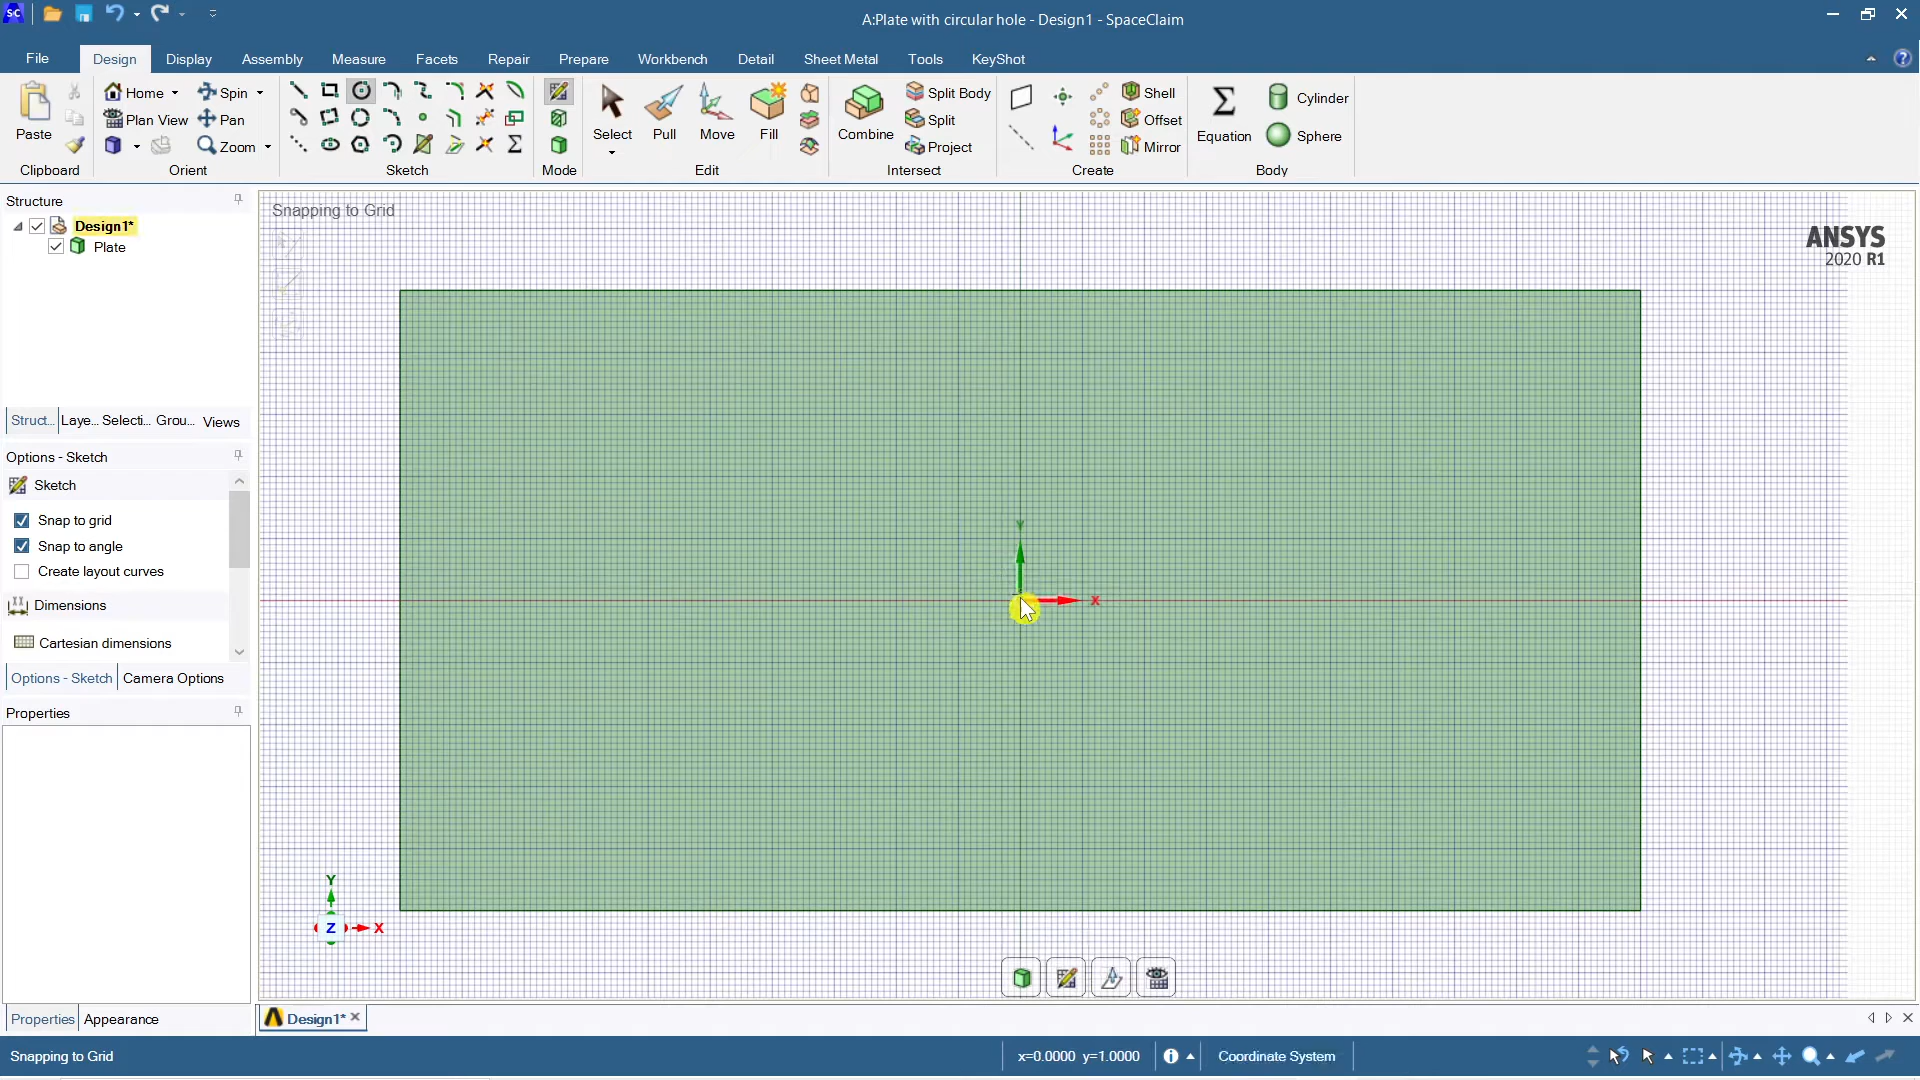 SC
A:Plate with circular hole - Design1 - SpaceClaim
File Design Display Assembly Measure Facets Repair Prepare Workbench Detail Sheet Metal Tools KeyShot
Paste
Home
Plan View
Spin
Pan
Zoom
Select Pull Move Fill
Combine
Split Body
Split
Project
Shell
Offset
Mirror
Equation
Cylinder
Sphere
Clipboard Orient Sketch Mode Edit Intersect Create Body
Structure
Design1*
Plate
Struct... Laye... Selecti... Grou... Views
Options - Sketch
Sketch
Snap to grid
Snap to angle
Create layout curves
Dimensions
Cartesian dimensions
Options - Sketch Camera Options
Properties
Properties Appearance
Snapping to Grid
ANSYS
2020 R1
Y
X
Y
Z X
Design1*
Snapping to Grid
x=0.0000 y=1.0000
Coordinate System